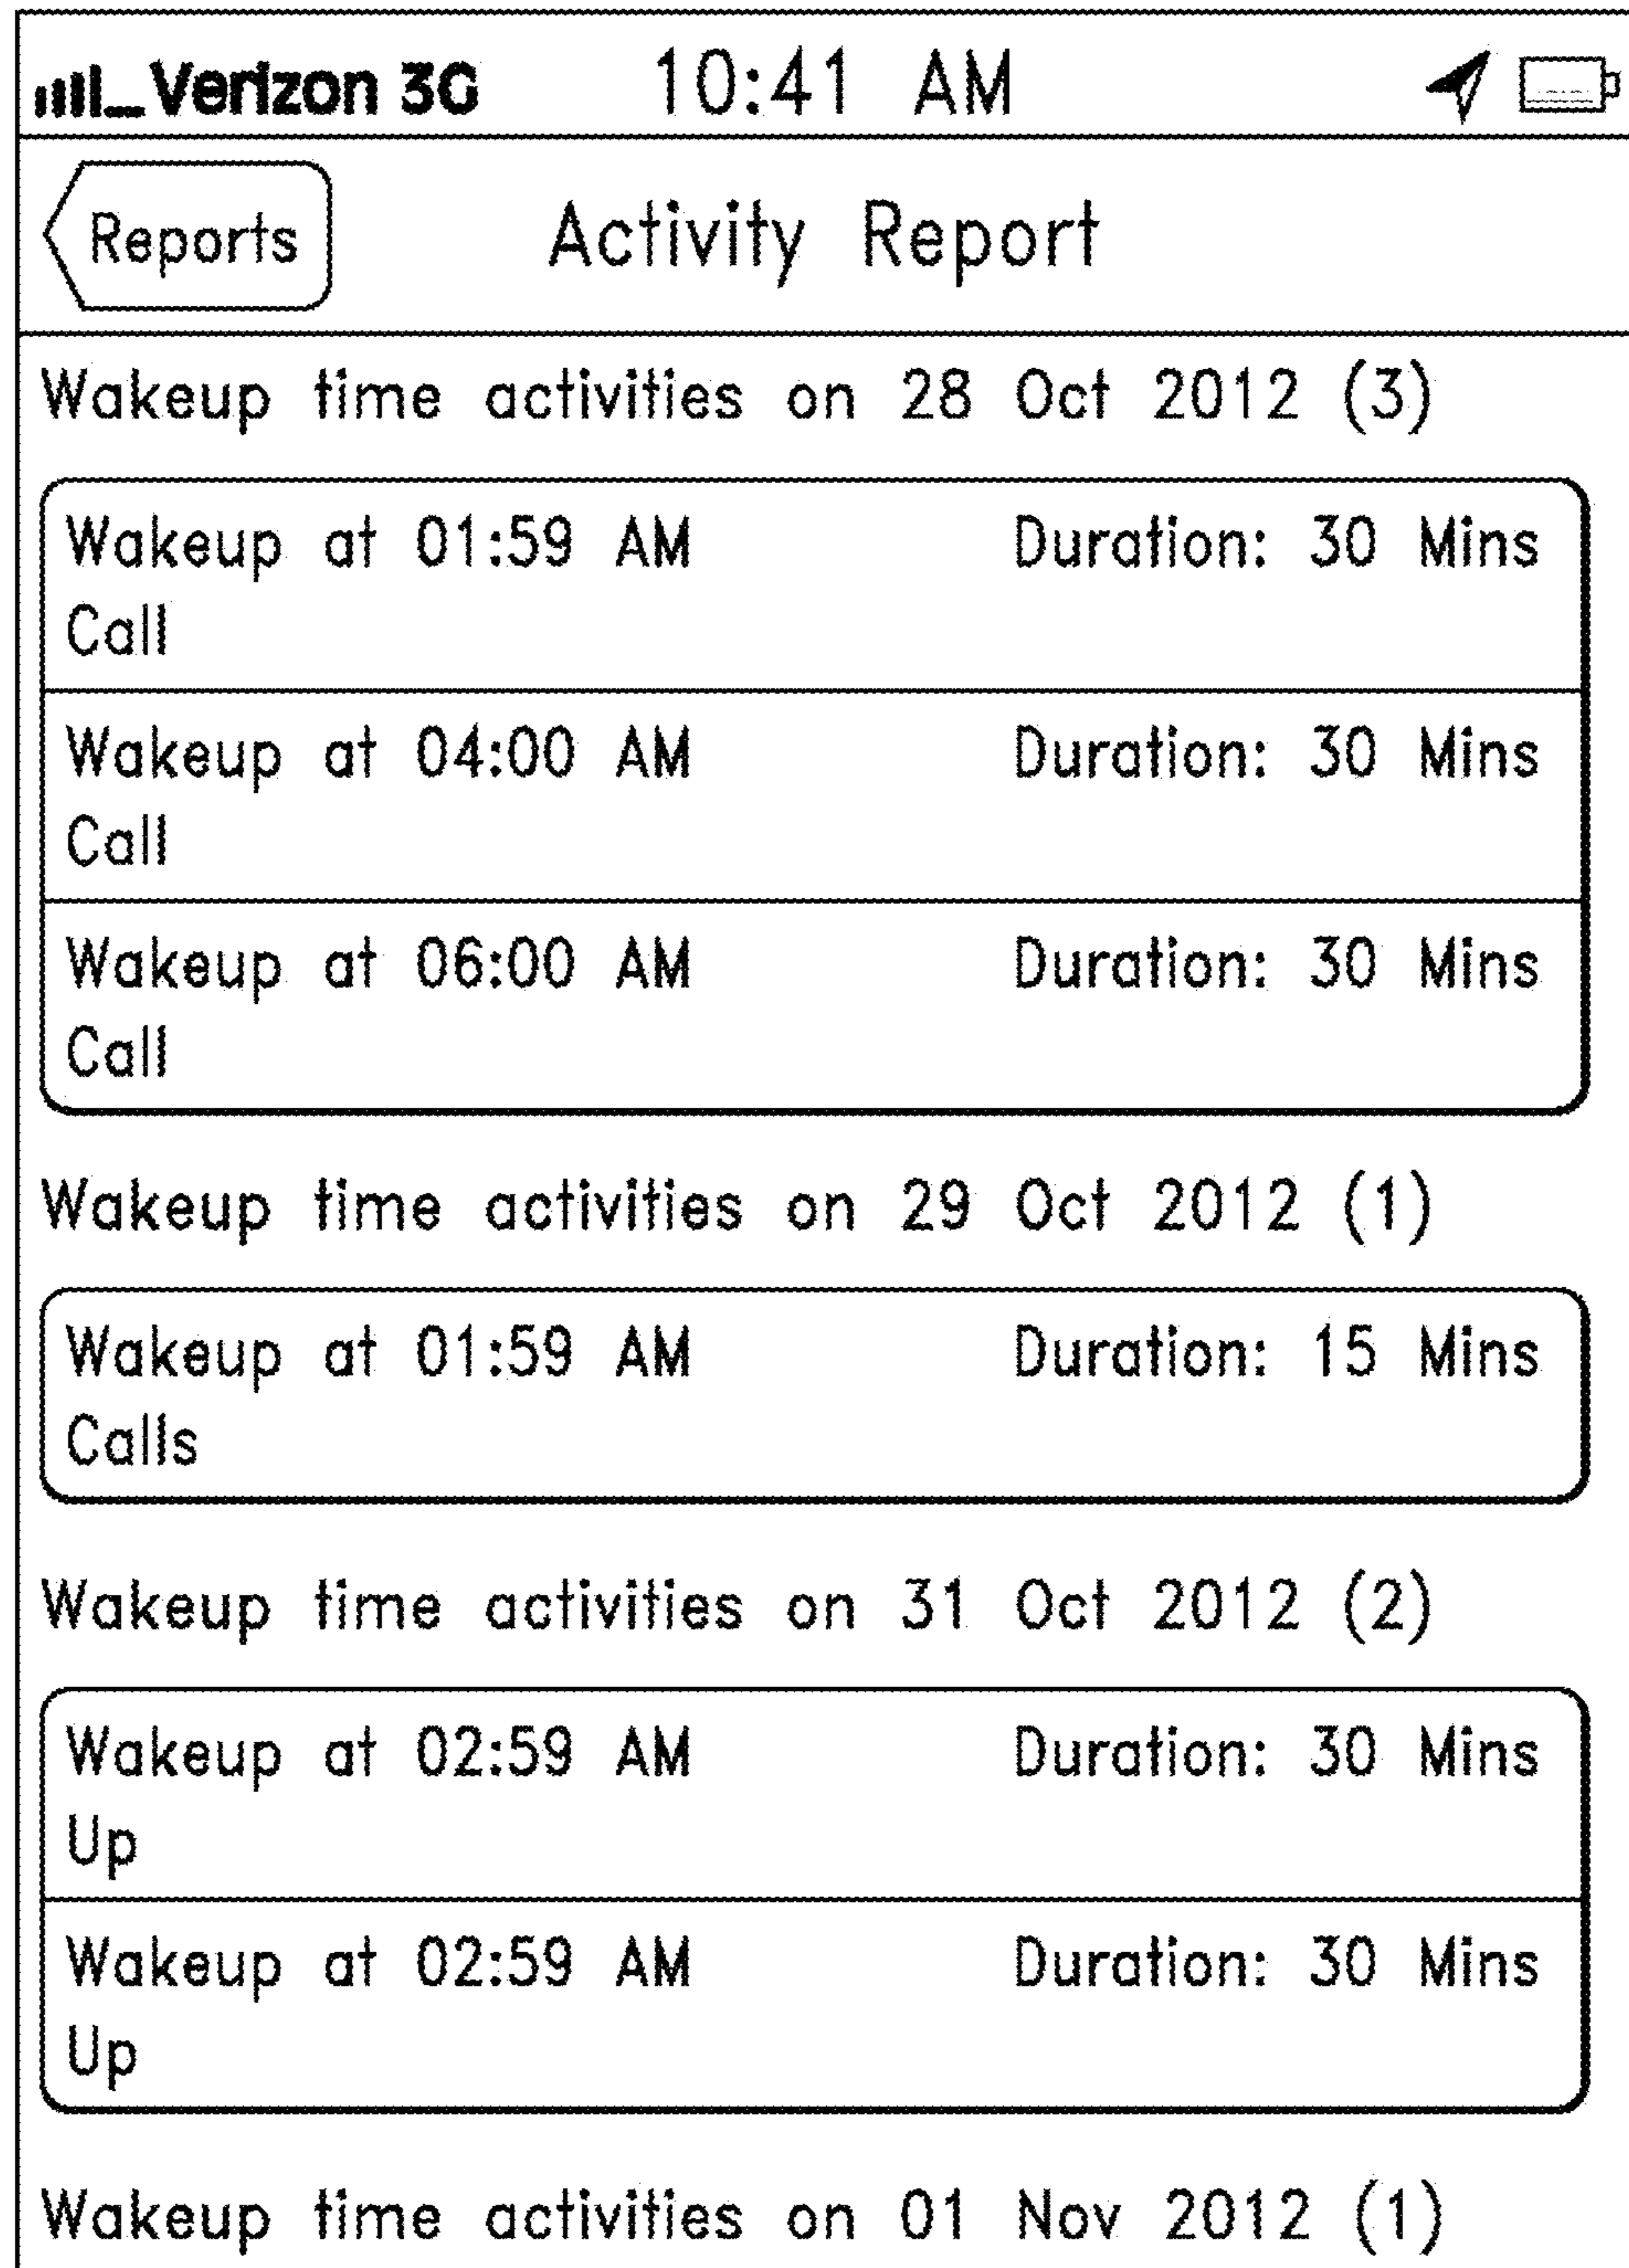 Verizon 3G 10:41 AM
Reports Activity Report
Wakeup time activities on 28 Oct 2012 (3)
Wakeup at 01:59 AM Duration: 30 Mins
Call
Wakeup at 04:00 AM Duration: 30 Mins
Call
Wakeup at 06:00 AM Duration: 30 Mins
Call
Wakeup time activities on 29 Oct 2012 (1)
Wakeup at 01:59 AM Duration: 15 Mins
Calls
Wakeup time activities on 31 Oct 2012 (2)
Wakeup at 02:59 AM Duration: 30 Mins
Up
Wakeup at 02:59 AM Duration: 30 Mins
Up
Wakeup time activities on 01 Nov 2012 (1)